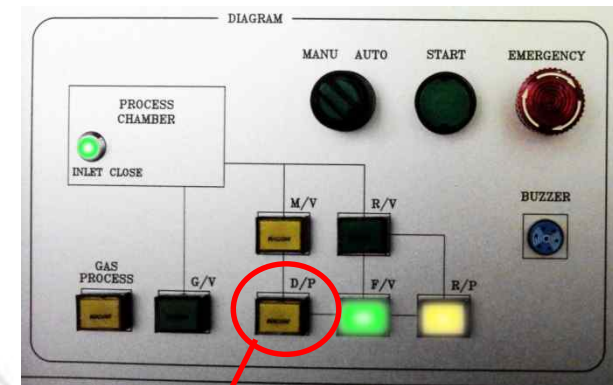 DIAGRAM
MANU AUTO
START
EMERGENCY
PROCESS
CHAMBER
INLET CLOSE
M/V
R/V
BUZZER
GAS
PROCESS
G/V
D/P
F/V
R/P